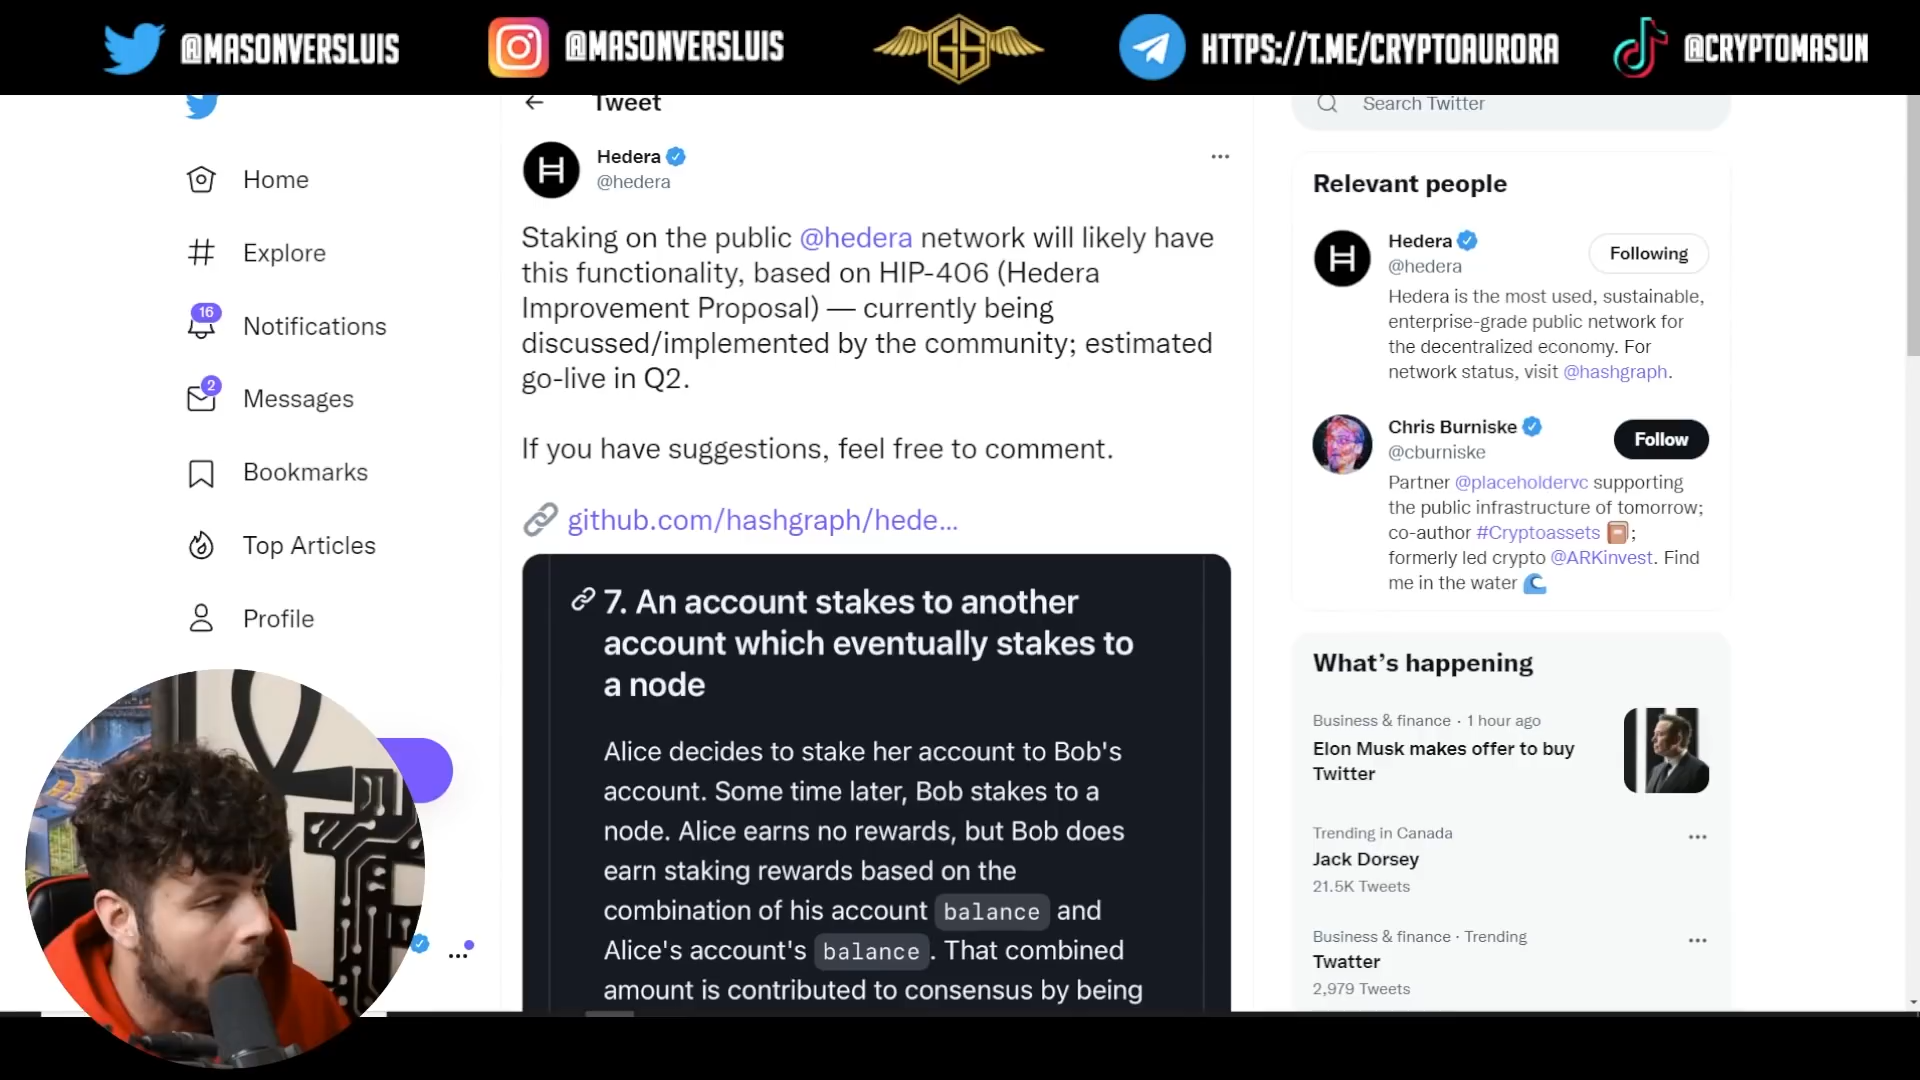 @MASONVERSLUIS
@MASONVERSLUIS
GS
HTTPS://T.ME/CRYPTOAURORA
@CRYPTOMASUN
Home
Explore
16
Notifications
2
Messages
Bookmarks
Top Articles
Profile
Tweet
Hedera
@hedera
Staking on the public @hedera network will likely have
this functionality, based on HIP-406 (Hedera
Improvement Proposal) — currently being
discussed/implemented by the community; estimated
go-live in Q2.
If you have suggestions, feel free to comment.
github.com/hashgraph/hede...
7. An account stakes to another
account which eventually stakes to
a node
Alice decides to stake her account to Bob's
account. Some time later, Bob stakes to a
node. Alice earns no rewards, but Bob does
earn staking rewards based on the
combination of his account balance and
Alice's account's balance. That combined
amount is contributed to consensus by being
Search Twitter
Relevant people
Hedera
@hedera
Following
Hedera is the most used, sustainable,
enterprise-grade public network for
the decentralized economy. For
network status, visit @hashgraph.
Chris Burniske
@cburniske
Follow
Partner @placeholdervc supporting
the public infrastructure of tomorrow;
co-author #Cryptoassets 📔;
formerly led crypto @ARKinvest. Find
me in the water 🌊
What's happening
Business & finance · 1 hour ago
Elon Musk makes offer to buy
Twitter
Trending in Canada
Jack Dorsey
21.5K Tweets
Business & finance · Trending
Twatter
2,979 Tweets